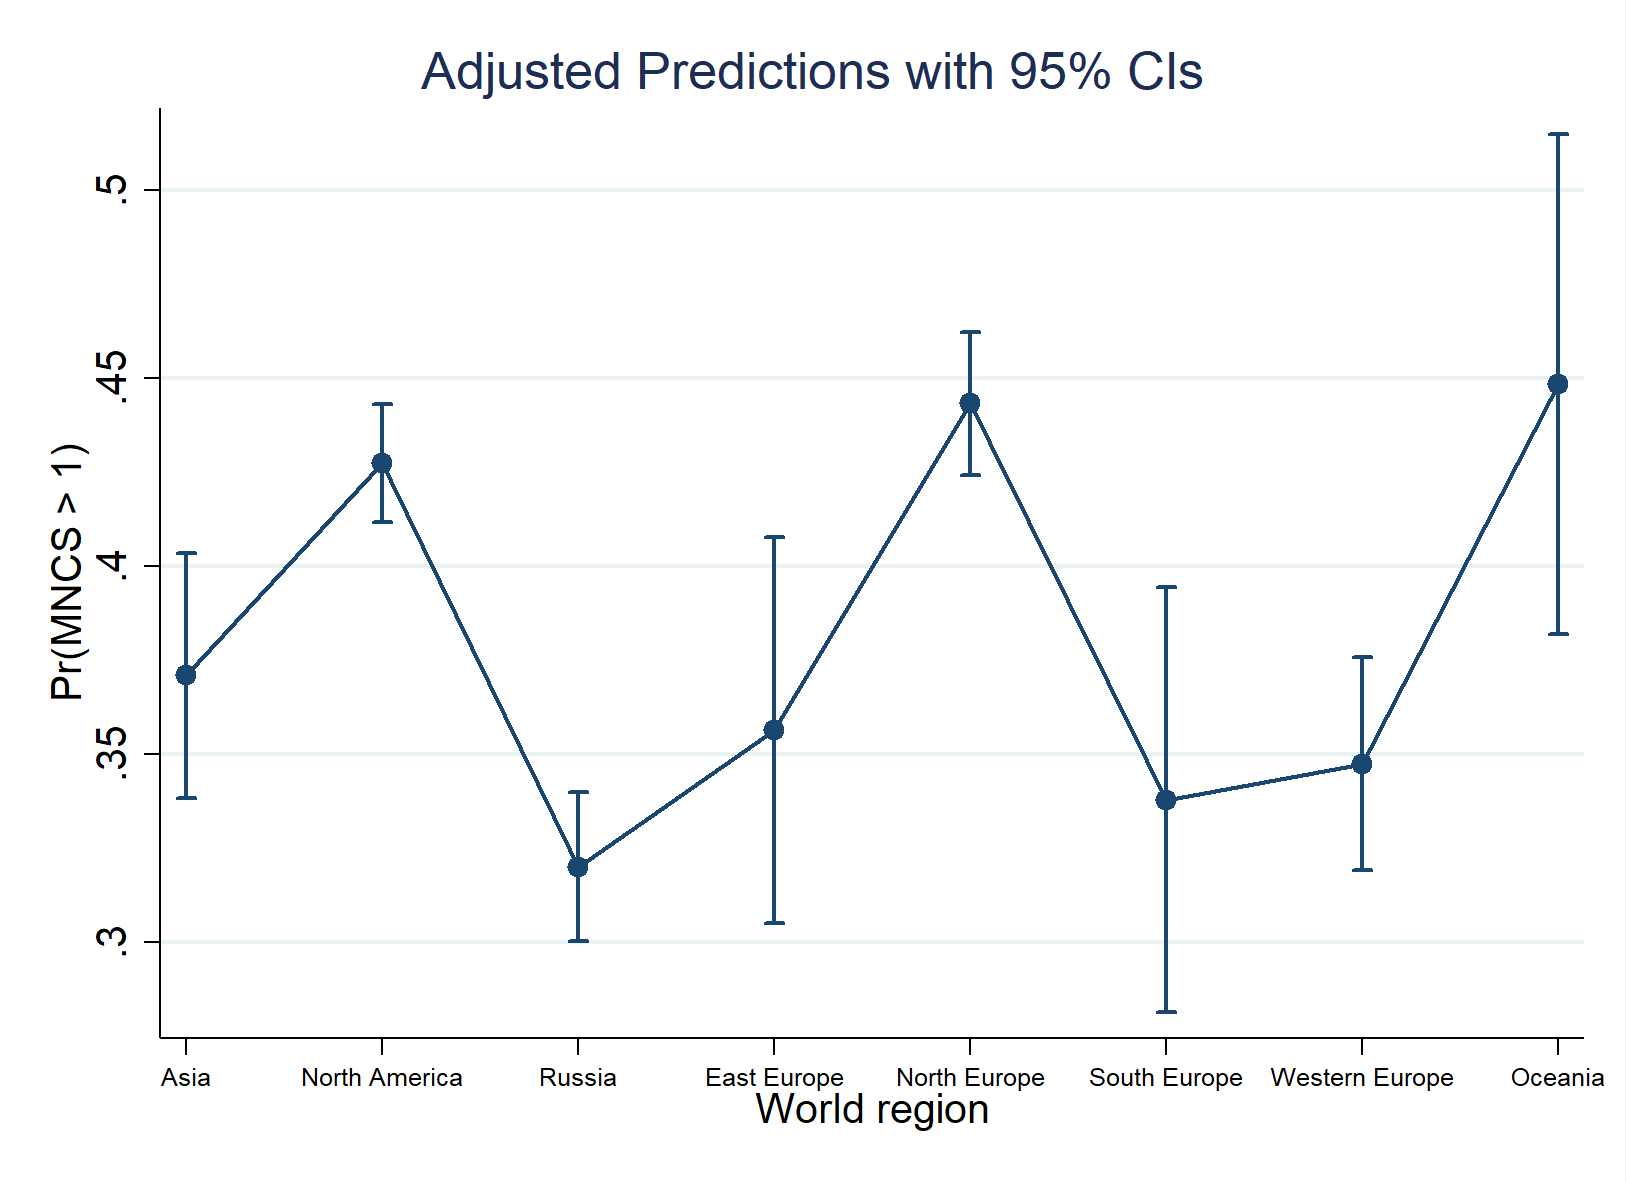 Adjusted Predictions with 95% CIs
Pr(MNCS > 1)
.5
.45
.4
.35
.3
Asia North America Russia East Europe North Europe South Europe Western Europe Oceania
World region